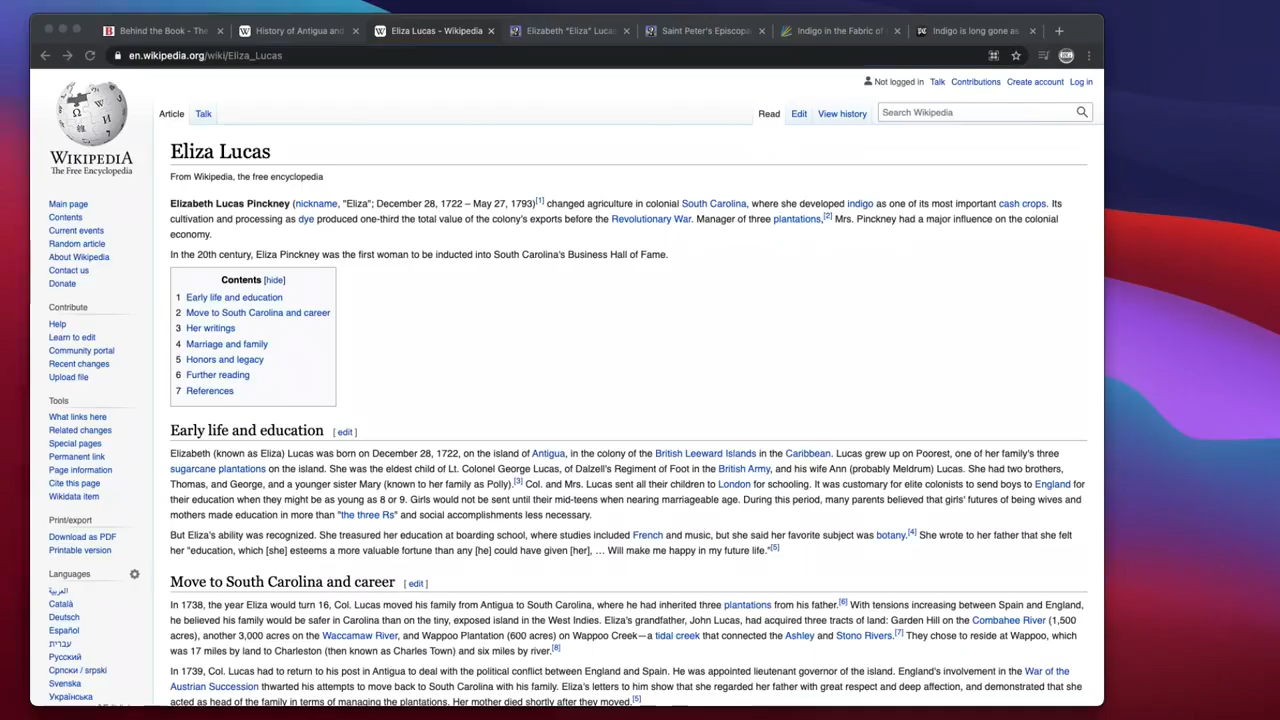 Behind the Book - The
History of Antigua and
Eliza Lucas - Wikipedia
Elizabeth "Eliza" Lucas
Saint Peter's Episcopa
Indigo in the Fabric of
Indigo is long gone as
en.wikipedia.org/wiki/Eliza_Lucas
Not logged in Talk Contributions Create account Log in
Article Talk
Read Edit View history Search Wikipedia
WIKIPEDIA
The Free Encyclopedia
Main page
Contents
Current events
Random article
About Wikipedia
Contact us
Donate
Contribute
Help
Learn to edit
Community portal
Recent changes
Upload file
Tools
What links here
Related changes
Special pages
Permanent link
Page information
Cite this page
Wikidata item
Print/export
Download as PDF
Printable version
Languages
العربية
Català
Deutsch
Español
עברית
Русский
Српски / srpski
Svenska
Українська
Eliza Lucas
From Wikipedia, the free encyclopedia
Elizabeth Lucas Pinckney (nickname, "Eliza"; December 28, 1722 – May 27, 1793)[1] changed agriculture in colonial South Carolina, where she developed indigo as one of its most important cash crops. Its
cultivation and processing as dye produced one-third the total value of the colony's exports before the Revolutionary War. Manager of three plantations,[2] Mrs. Pinckney had a major influence on the colonial
economy.
In the 20th century, Eliza Pinckney was the first woman to be inducted into South Carolina's Business Hall of Fame.
Contents [hide]
1 Early life and education
2 Move to South Carolina and career
3 Her writings
4 Marriage and family
5 Honors and legacy
6 Further reading
7 References
Early life and education [ edit ]
Elizabeth (known as Eliza) Lucas was born on December 28, 1722, on the island of Antigua, in the colony of the British Leeward Islands in the Caribbean. Lucas grew up on Poorest, one of her family's three
sugarcane plantations on the island. She was the eldest child of Lt. Colonel George Lucas, of Dalzell's Regiment of Foot in the British Army, and his wife Ann (probably Meldrum) Lucas. She had two brothers,
Thomas, and George, and a younger sister Mary (known to her family as Polly).[3] Col. and Mrs. Lucas sent all their children to London for schooling. It was customary for elite colonists to send boys to England for
their education when they might be as young as 8 or 9. Girls would not be sent until their mid-teens when nearing marriageable age. During this period, many parents believed that girls' futures of being wives and
mothers made education in more than "the three Rs" and social accomplishments less necessary.
But Eliza's ability was recognized. She treasured her education at boarding school, where studies included French and music, but she said her favorite subject was botany.[4] She wrote to her father that she felt
her "education, which [she] esteems a more valuable fortune than any [he] could have given [her], … Will make me happy in my future life."[5]
Move to South Carolina and career [ edit ]
In 1738, the year Eliza would turn 16, Col. Lucas moved his family from Antigua to South Carolina, where he had inherited three plantations from his father.[6] With tensions increasing between Spain and England,
he believed his family would be safer in Carolina than on the tiny, exposed island in the West Indies. Eliza's grandfather, John Lucas, had acquired three tracts of land: Garden Hill on the Combahee River (1,500
acres), another 3,000 acres on the Waccamaw River, and Wappoo Plantation (600 acres) on Wappoo Creek—a tidal creek that connected the Ashley and Stono Rivers.[7] They chose to reside at Wappoo, which
was 17 miles by land to Charleston (then known as Charles Town) and six miles by river.[8]
In 1739, Col. Lucas had to return to his post in Antigua to deal with the political conflict between England and Spain. He was appointed lieutenant governor of the island. England's involvement in the War of the
Austrian Succession thwarted his attempts to move back to South Carolina with his family. Eliza's letters to him show that she regarded her father with great respect and deep affection, and demonstrated that she
acted as head of the family in terms of managing the plantations. Her mother died shortly after they moved.[5]